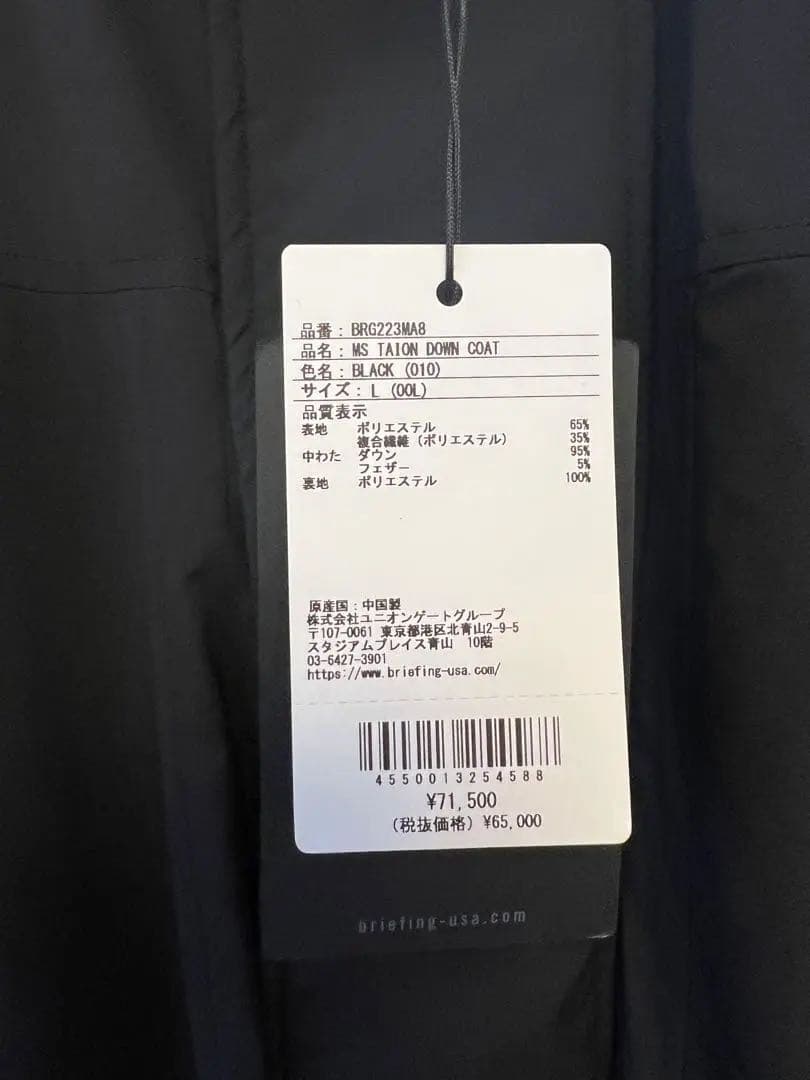 品番：BRG223MA8
品名：MS TAION DOWN COAT
色名：BLACK (010)
サイズ：L (00L)
品質表示
表地 ポリエステル 65%
複合繊維（ポリエステル） 35%
中わた ダウン 95%
フェザー 5%
裏地 ポリエステル 100%
原産国：中国製
株式会社ユニオンゲートグループ
〒107-0061 東京都港区北青山2-9-5
スタジアムプレイス青山 10階
03-6427-3901
https://www.briefing-usa.com/
4550013254588
¥71,500
(税抜価格) ¥65,000
briefing-usa.com